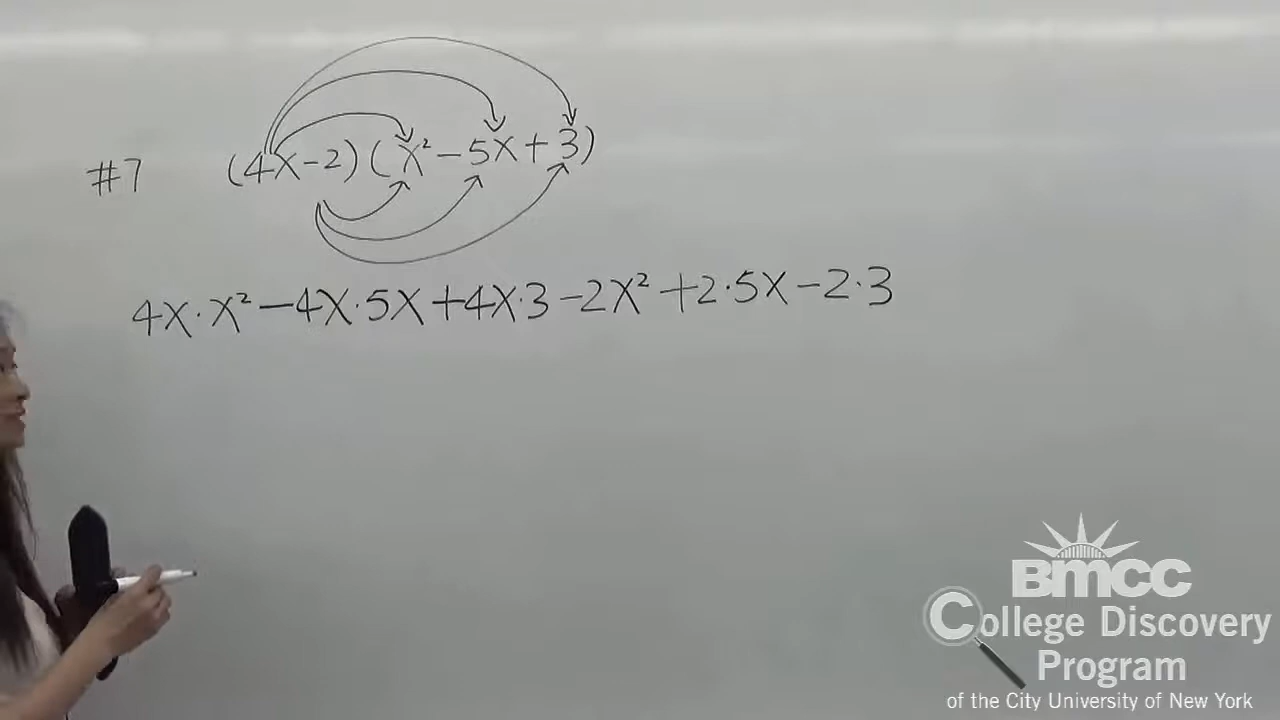 #7 (4x-2)(x²-5x+3)
4x·x²-4x·5x+4x·3-2x²+2·5x-2·3
BMCC
College Discovery
Program
of the City University of New York